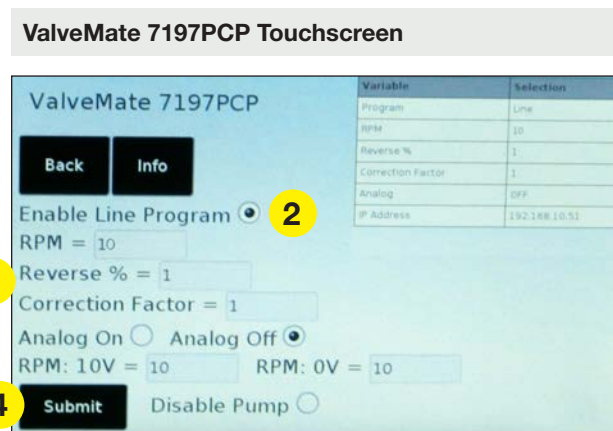 ValveMate 7197PCP Touchscreen
ValveMate 7197PCP
Variable Selection
Program Line
RPM 10
Reverse % 1
Correction Factor 1
Analog OFF
IP Address 192.168.10.51
Back Info
Enable Line Program 2
RPM = 10
Reverse % = 1
Correction Factor = 1
Analog On Analog Off
RPM: 10V = 10 RPM: 0V = 10
4 Submit Disable Pump